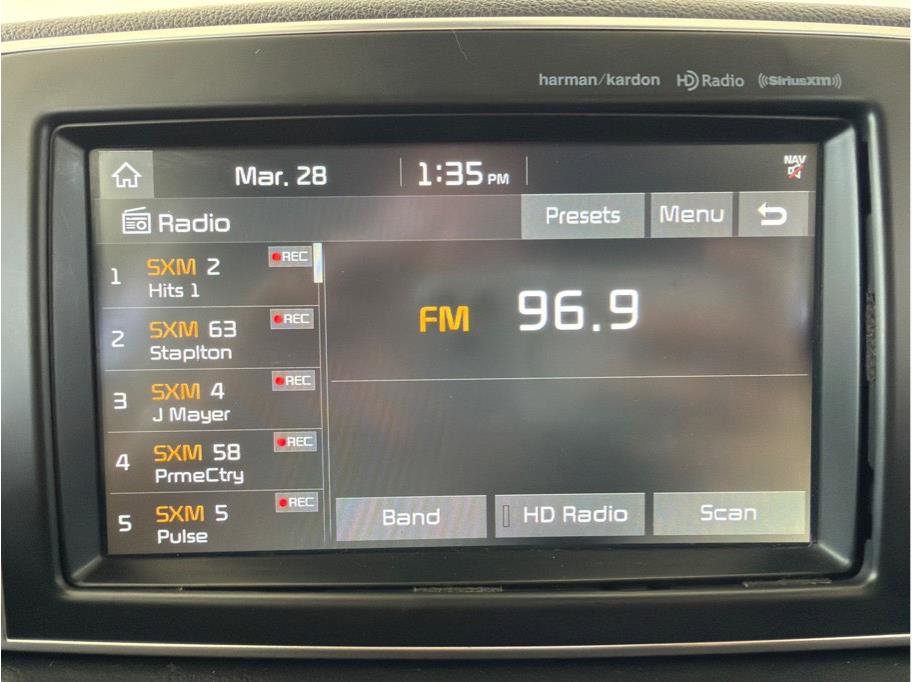 harman/kardon HD Radio SiriusXM
Mar. 28 1:35 PM NAV
Radio Presets Menu
1 SXM 2 REC
Hits 1
2 SXM 63 REC
Staplton
3 SXM 4 REC
J Mayer
4 SXM 58 REC
PrmeCtry
5 SXM 5 REC
Pulse
FM 96.9
Band HD Radio Scan